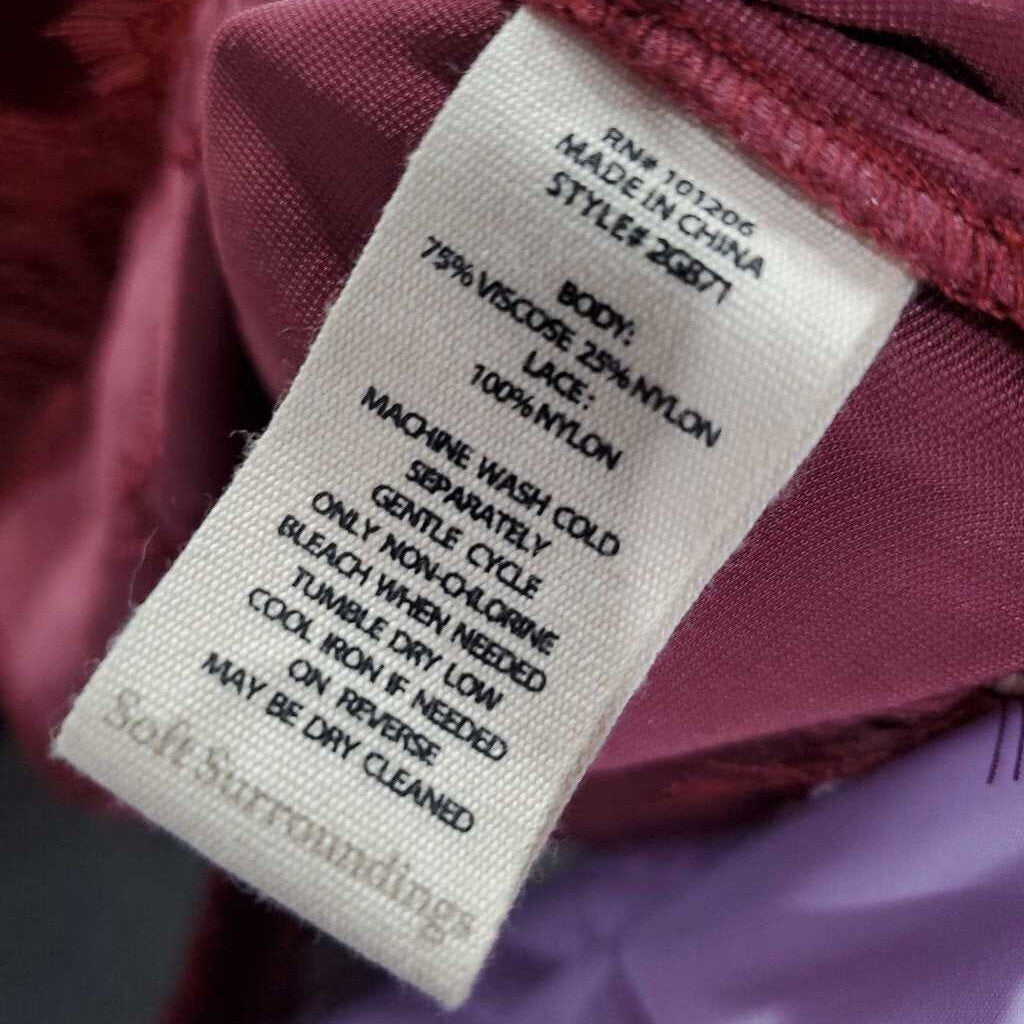 RN# 101206
MADE IN CHINA
STYLE# 2GB71
BODY:
75% VISCOSE 25% NYLON
LACE:
100% NYLON
MACHINE WASH COLD
SEPARATELY
GENTLE CYCLE
ONLY NON-CHLORINE
BLEACH WHEN NEEDED
TUMBLE DRY LOW
COOL IRON IF NEEDED
ON REVERSE
MAY BE DRY CLEANED
Soft Surroundings